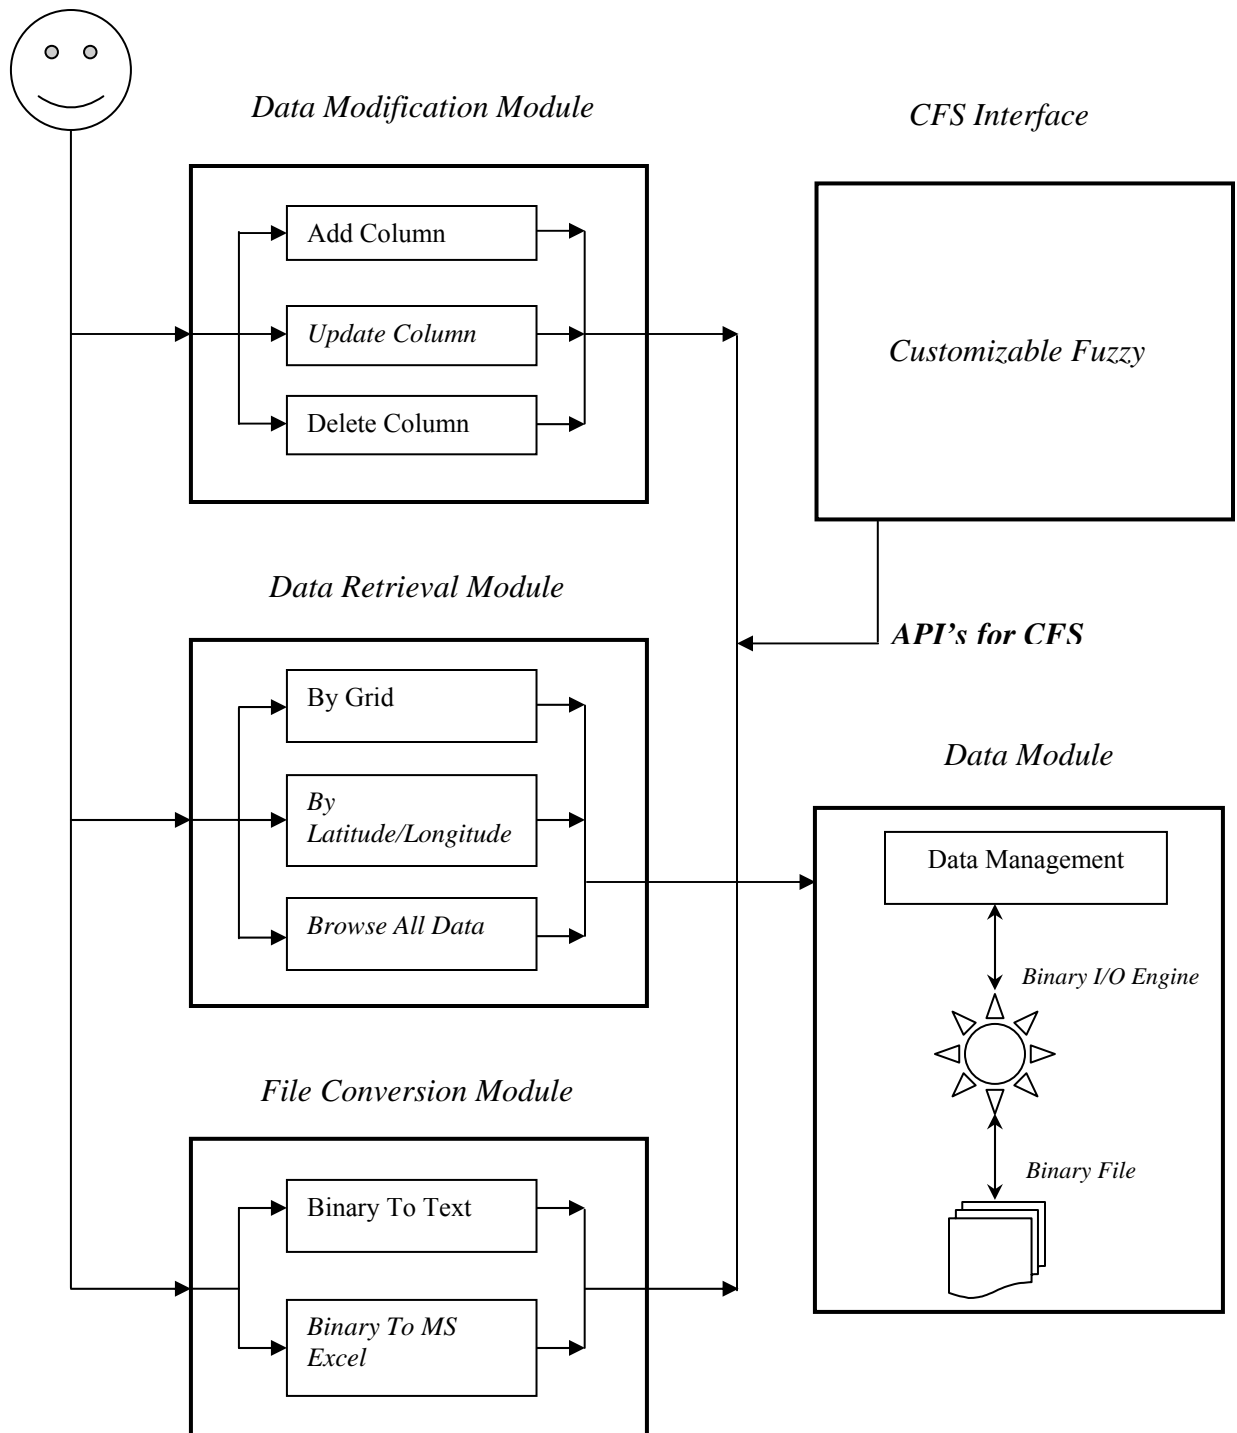 Data Modification Module
Add Column
Update Column
Delete Column
CFS Interface
Customizable Fuzzy
API's for CFS
Data Retrieval Module
By Grid
By
Latitude/Longitude
Browse All Data
Data Module
Data Management
Binary I/O Engine
Binary File
File Conversion Module
Binary To Text
Binary To MS
Excel